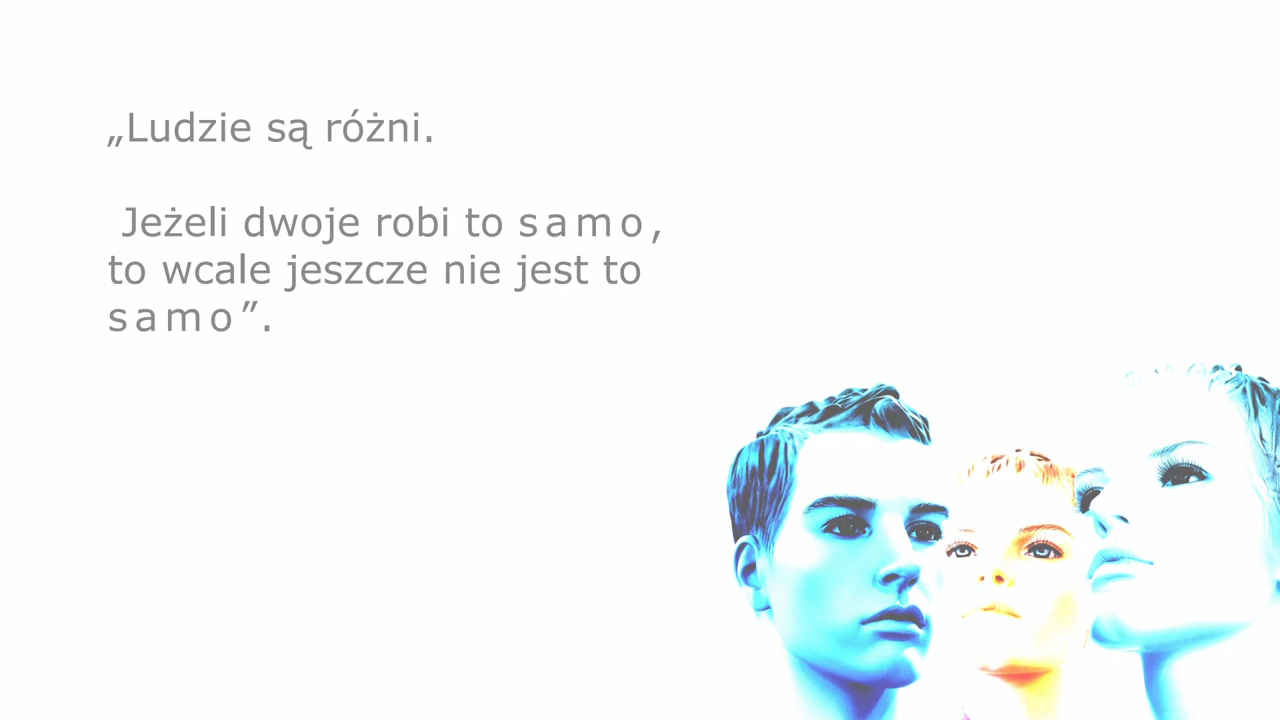 „Ludzie są różni.
Jeżeli dwoje robi to samo,
to wcale jeszcze nie jest to
samo”.